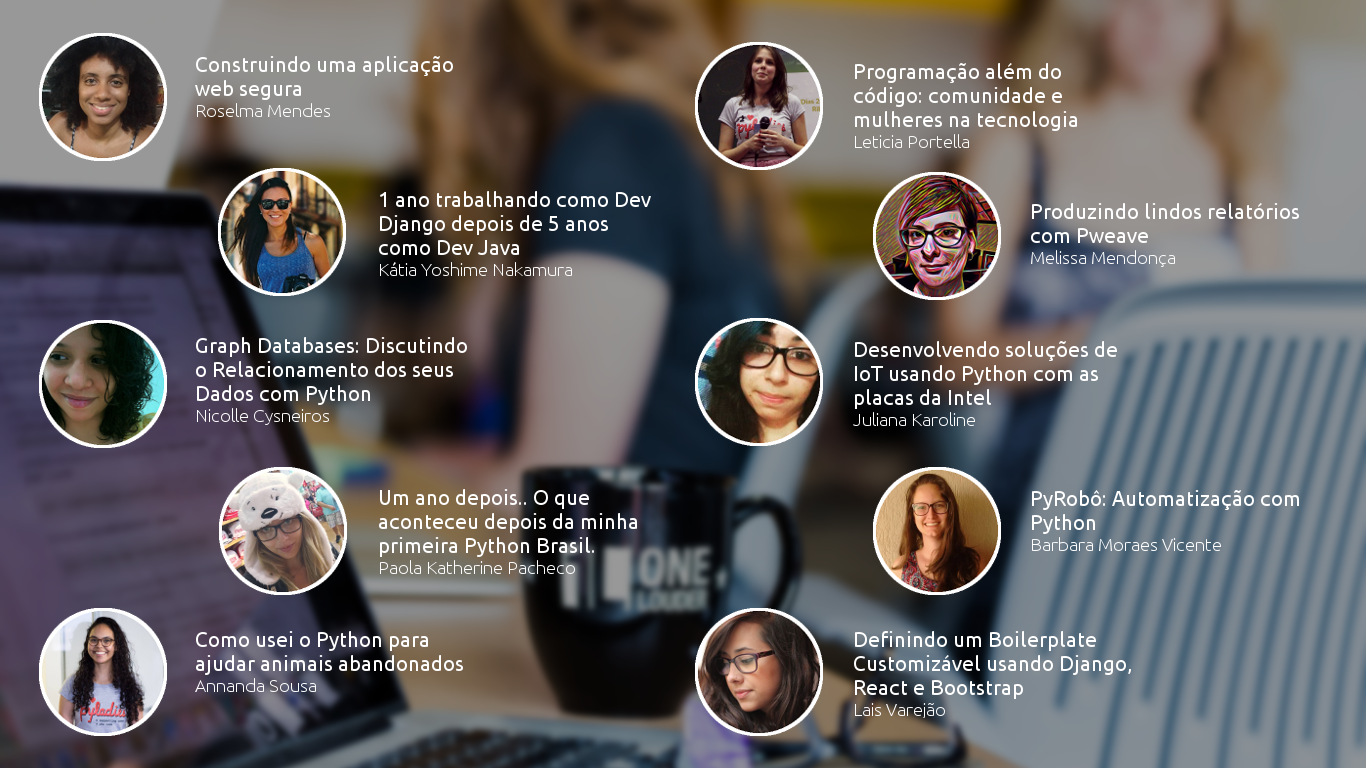 Construindo uma aplicação
web segura
Roselma Mendes
1 ano trabalhando como Dev
Django depois de 5 anos
como Dev Java
Kátia Yoshime Nakamura
Graph Databases: Discutindo
o Relacionamento dos seus
Dados com Python
Nicolle Cysneiros
Um ano depois.. O que
aconteceu depois da minha
primeira Python Brasil.
Paola Katherine Pacheco
Como usei o Python para
ajudar animais abandonados
Annanda Sousa
pyladies
Programação além do
código: comunidade e
mulheres na tecnologia
Leticia Portella
Produzindo lindos relatórios
com Pweave
Melissa Mendonça
Desenvolvendo soluções de
IoT usando Python com as
placas da Intel
Juliana Karoline
PyRobô: Automatização com
Python
Barbara Moraes Vicente
Definindo um Boilerplate
Customizável usando Django,
React e Bootstrap
Lais Varejão
ONE
LOUDER